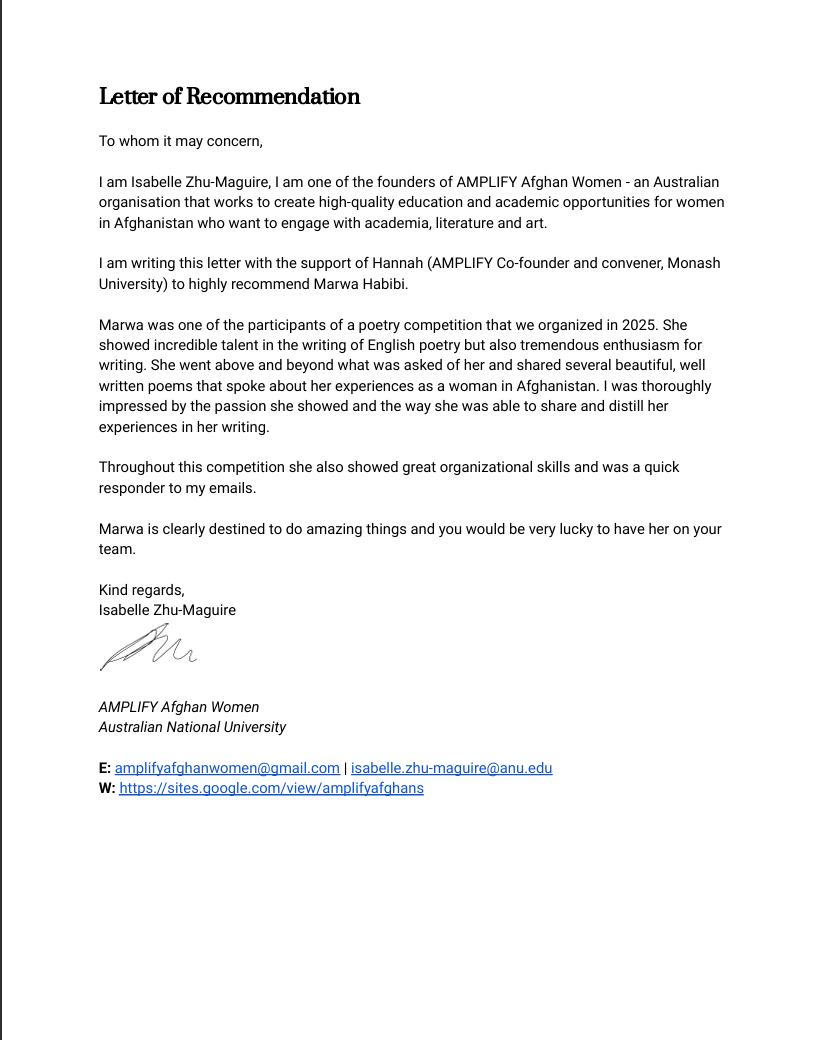 Letter of Recommendation
To whom it may concern,
I am Isabelle Zhu-Maguire, I am one of the founders of AMPLIFY Afghan Women - an Australian
organisation that works to create high-quality education and academic opportunities for women
in Afghanistan who want to engage with academia, literature and art.
I am writing this letter with the support of Hannah (AMPLIFY Co-founder and convener, Monash
University) to highly recommend Marwa Habibi.
Marwa was one of the participants of a poetry competition that we organized in 2025. She
showed incredible talent in the writing of English poetry but also tremendous enthusiasm for
writing. She went above and beyond what was asked of her and shared several beautiful, well
written poems that spoke about her experiences as a woman in Afghanistan. I was thoroughly
impressed by the passion she showed and the way she was able to share and distill her
experiences in her writing.
Throughout this competition she also showed great organizational skills and was a quick
responder to my emails.
Marwa is clearly destined to do amazing things and you would be very lucky to have her on your
team.
Kind regards,
Isabelle Zhu-Maguire
AMPLIFY Afghan Women
Australian National University
E: amplifyafghanwomen@gmail.com | isabelle.zhu-maguire@anu.edu
W: https://sites.google.com/view/amplifyafghans